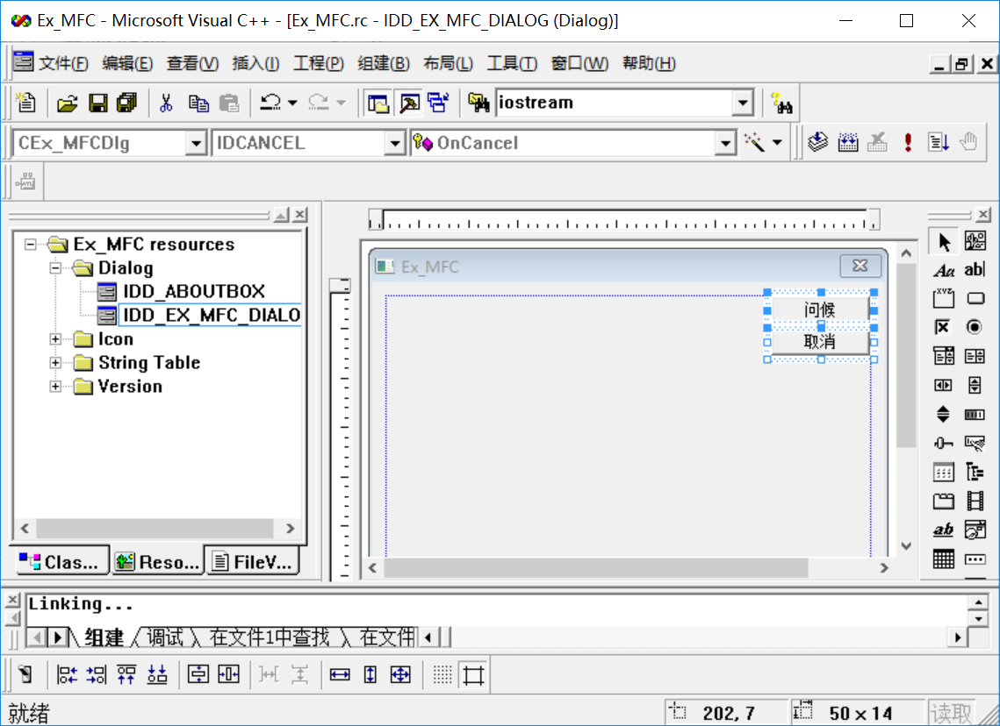 Ex_MFC - Microsoft Visual C++ - [Ex_MFC.rc - IDD_EX_MFC_DIALOG (Dialog)]
文件(F) 编辑(E) 查看(V) 插入(I) 工程(P) 组建(B) 布局(L) 工具(T) 窗口(W) 帮助(H)
iostream
CEx_MFCDlg IDCANCEL OnCancel
Ex_MFC resources
Dialog
IDD_ABOUTBOX
IDD_EX_MFC_DIALO
Icon
String Table
Version
Clas... Reso... FileV...
Ex_MFC
问候
取消
Aa ab|
XYZ
ab
Linking...
组建 调试 在文件1中查找 在文件
就绪 202, 7 50×14 读取